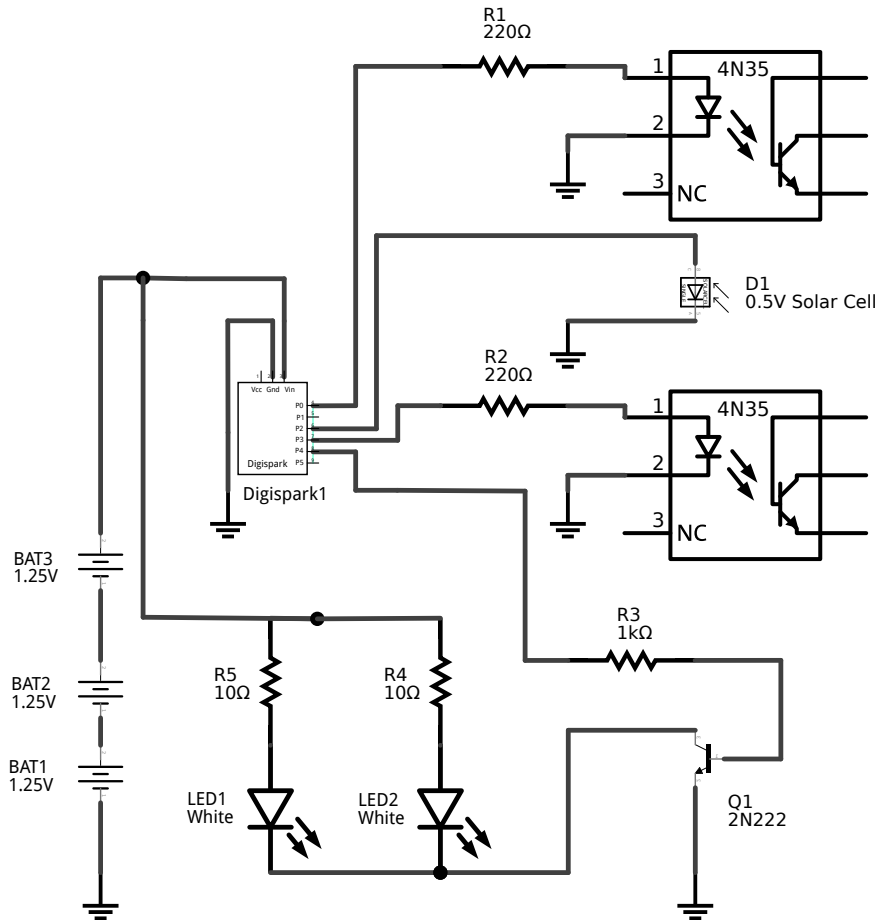 R1
220Ω
1
4N35
2
3
NC
D1
0.5V Solar Cell
R2
220Ω
1
4N35
2
3
NC
Vcc Gnd Vin
P0
P1
P2
P3
P4
P5
Digispark
Digispark1
BAT3
1.25V
R3
1kΩ
R5
10Ω
R4
10Ω
BAT2
1.25V
BAT1
1.25V
LED1
White
LED2
White
Q1
2N222